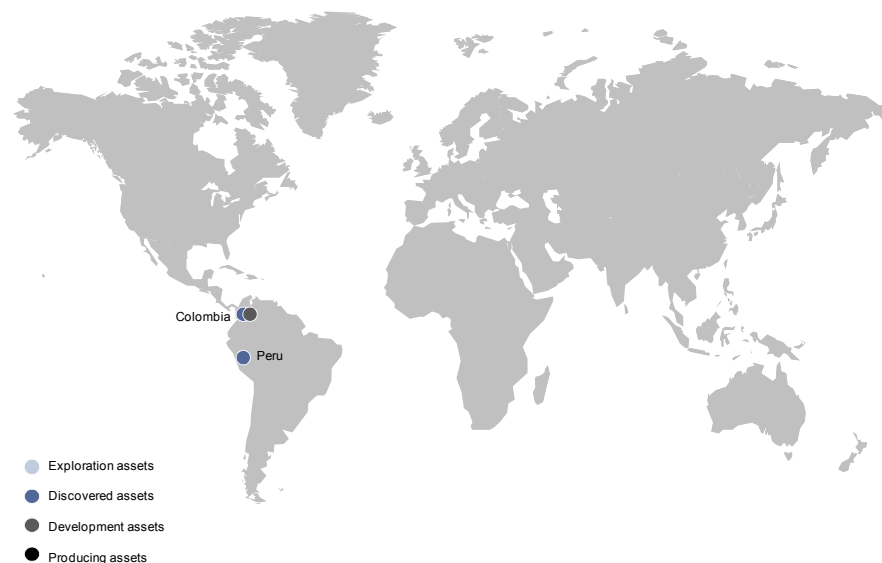 Colombia
Peru
Exploration assets
Discovered assets
Development assets
Producing assets